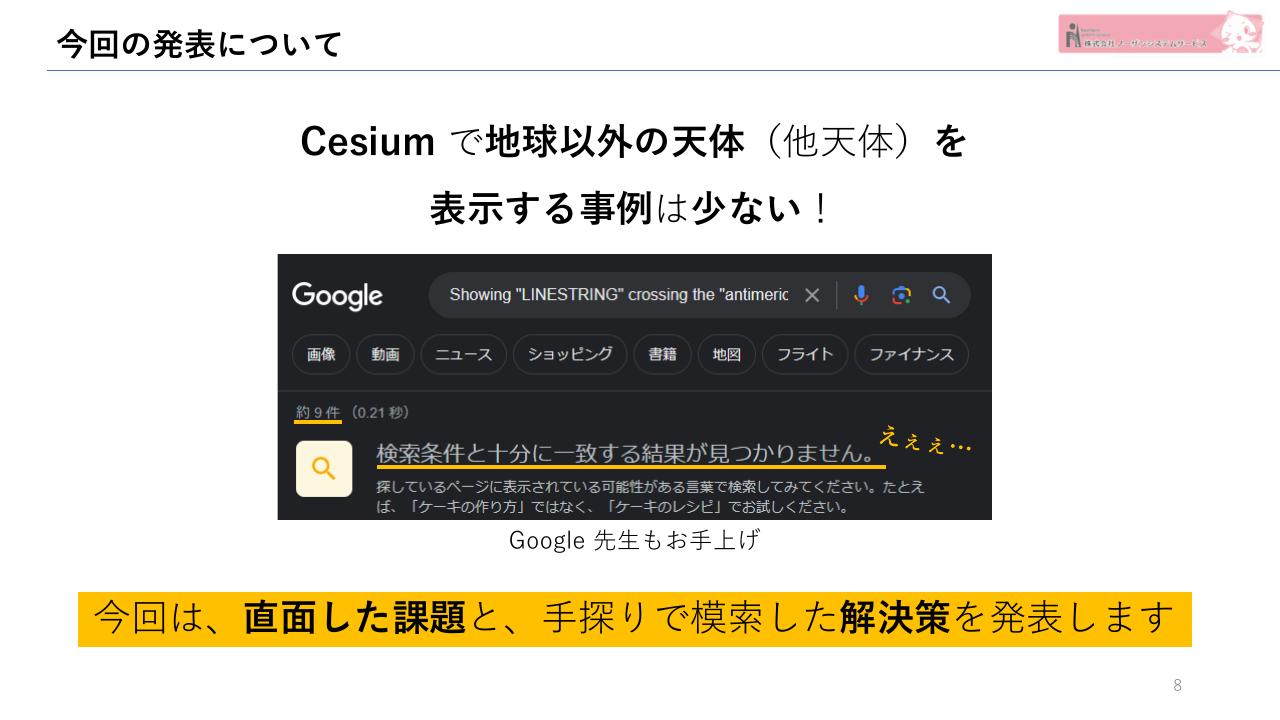 今回の発表について
株式会社 ノーザンシステムサービス
Cesium で地球以外の天体（他天体）を
表示する事例は少ない！
Google
Showing "LINESTRING" crossing the "antimeric
画像 動画 ニュース ショッピング 書籍 地図 フライト ファイナンス
約 9 件 （0.21 秒）
検索条件と十分に一致する結果が見つかりません。
えぇぇ…
探しているページに表示されている可能性がある言葉で検索してみてください。たとえ
ば、「ケーキの作り方」ではなく、「ケーキのレシピ」でお試しください。
Google 先生もお手上げ
今回は、直面した課題と、手探りで模索した解決策を発表します
8